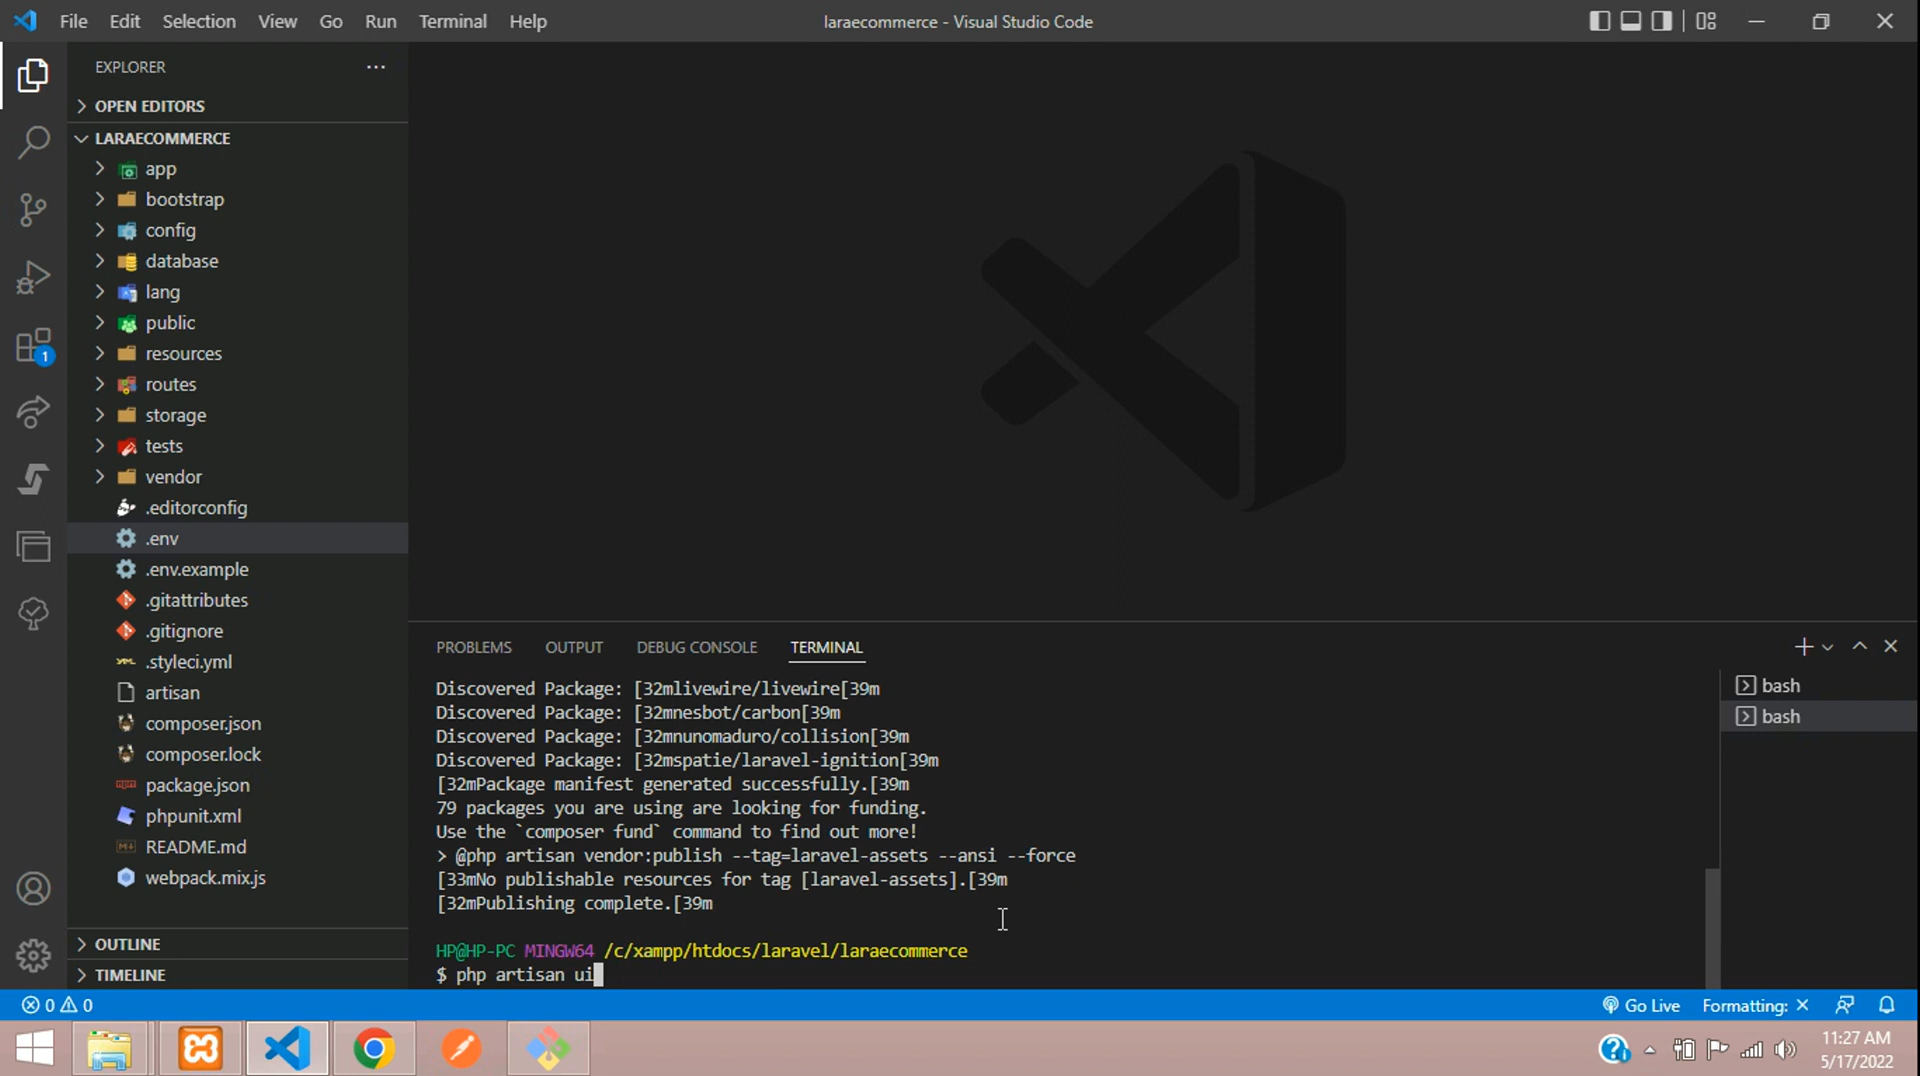 File Edit Selection View Go Run Terminal Help
laraecommerce - Visual Studio Code
EXPLORER
OPEN EDITORS
LARAECOMMERCE
app
bootstrap
config
database
lang
public
resources
routes
storage
tests
vendor
.editorconfig
.env
.env.example
.gitattributes
.gitignore
.styleci.yml
artisan
composer.json
composer.lock
package.json
phpunit.xml
README.md
webpack.mix.js
OUTLINE
TIMELINE
1
PROBLEMS OUTPUT DEBUG CONSOLE TERMINAL
Discovered Package: [32mlivewire/livewire[39m
Discovered Package: [32mnesbot/carbon[39m
Discovered Package: [32mnunomaduro/collision[39m
Discovered Package: [32mspatie/laravel-ignition[39m
[32mPackage manifest generated successfully.[39m
79 packages you are using are looking for funding.
Use the `composer fund` command to find out more!
> @php artisan vendor:publish --tag=laravel-assets --ansi --force
[33mNo publishable resources for tag [laravel-assets].[39m
[32mPublishing complete.[39m
HP@HP-PC MINGW64 /c/xampp/htdocs/laravel/laraecommerce
$ php artisan ui
bash
bash
0 0
Go Live Formatting: ×
11:27 AM
5/17/2022